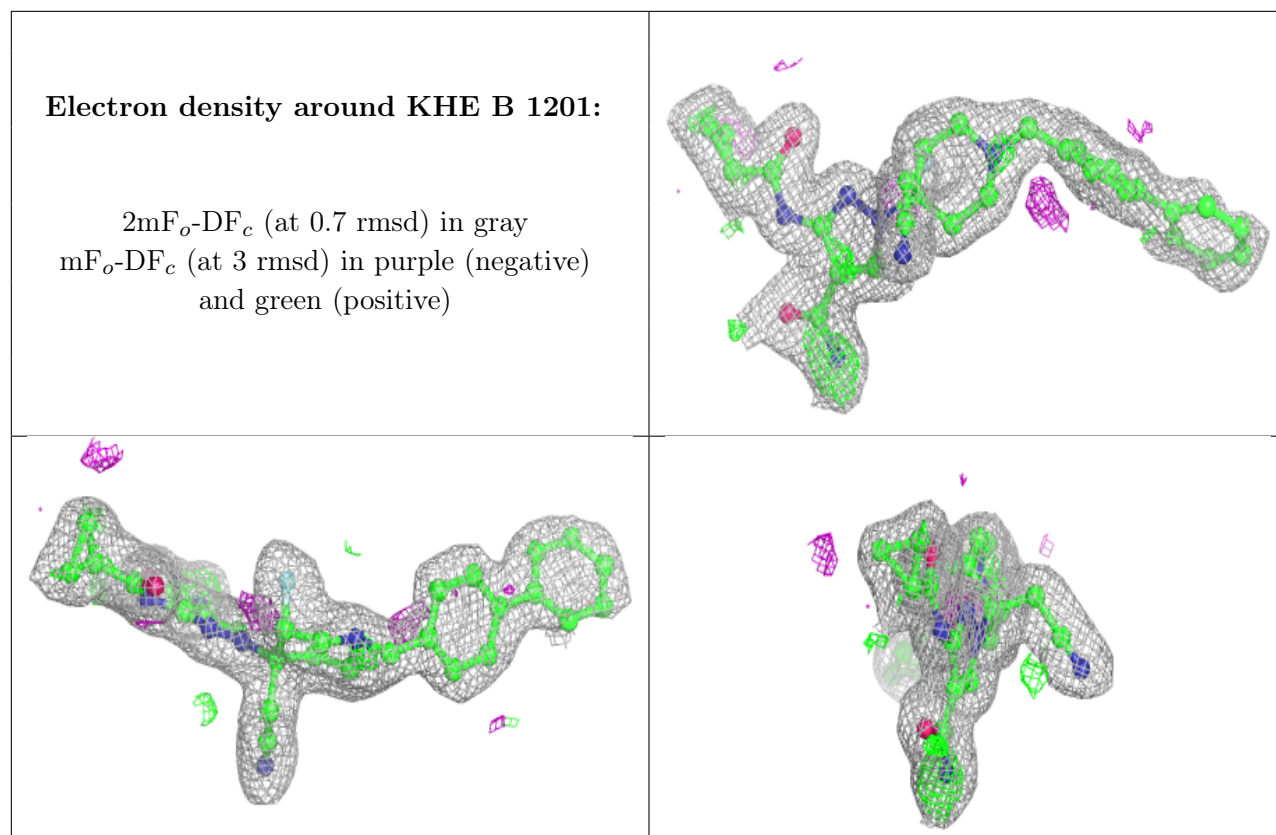 Electron density around KHE B 1201:
2mFₒ-DF𝒸 (at 0.7 rmsd) in gray
mFₒ-DF𝒸 (at 3 rmsd) in purple (negative)
and green (positive)